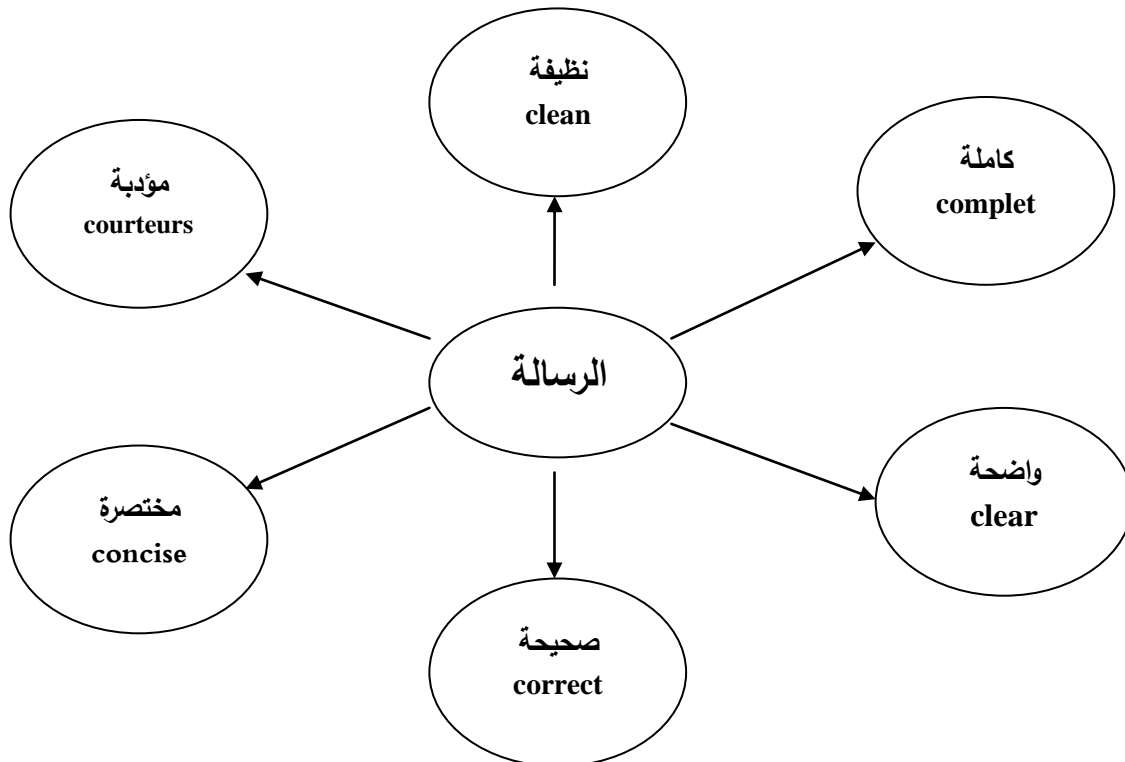 نظيفة
clean
كاملة
complet
مؤدبة
courteurs
الرسالة
واضحة
clear
مختصرة
concise
صحيحة
correct